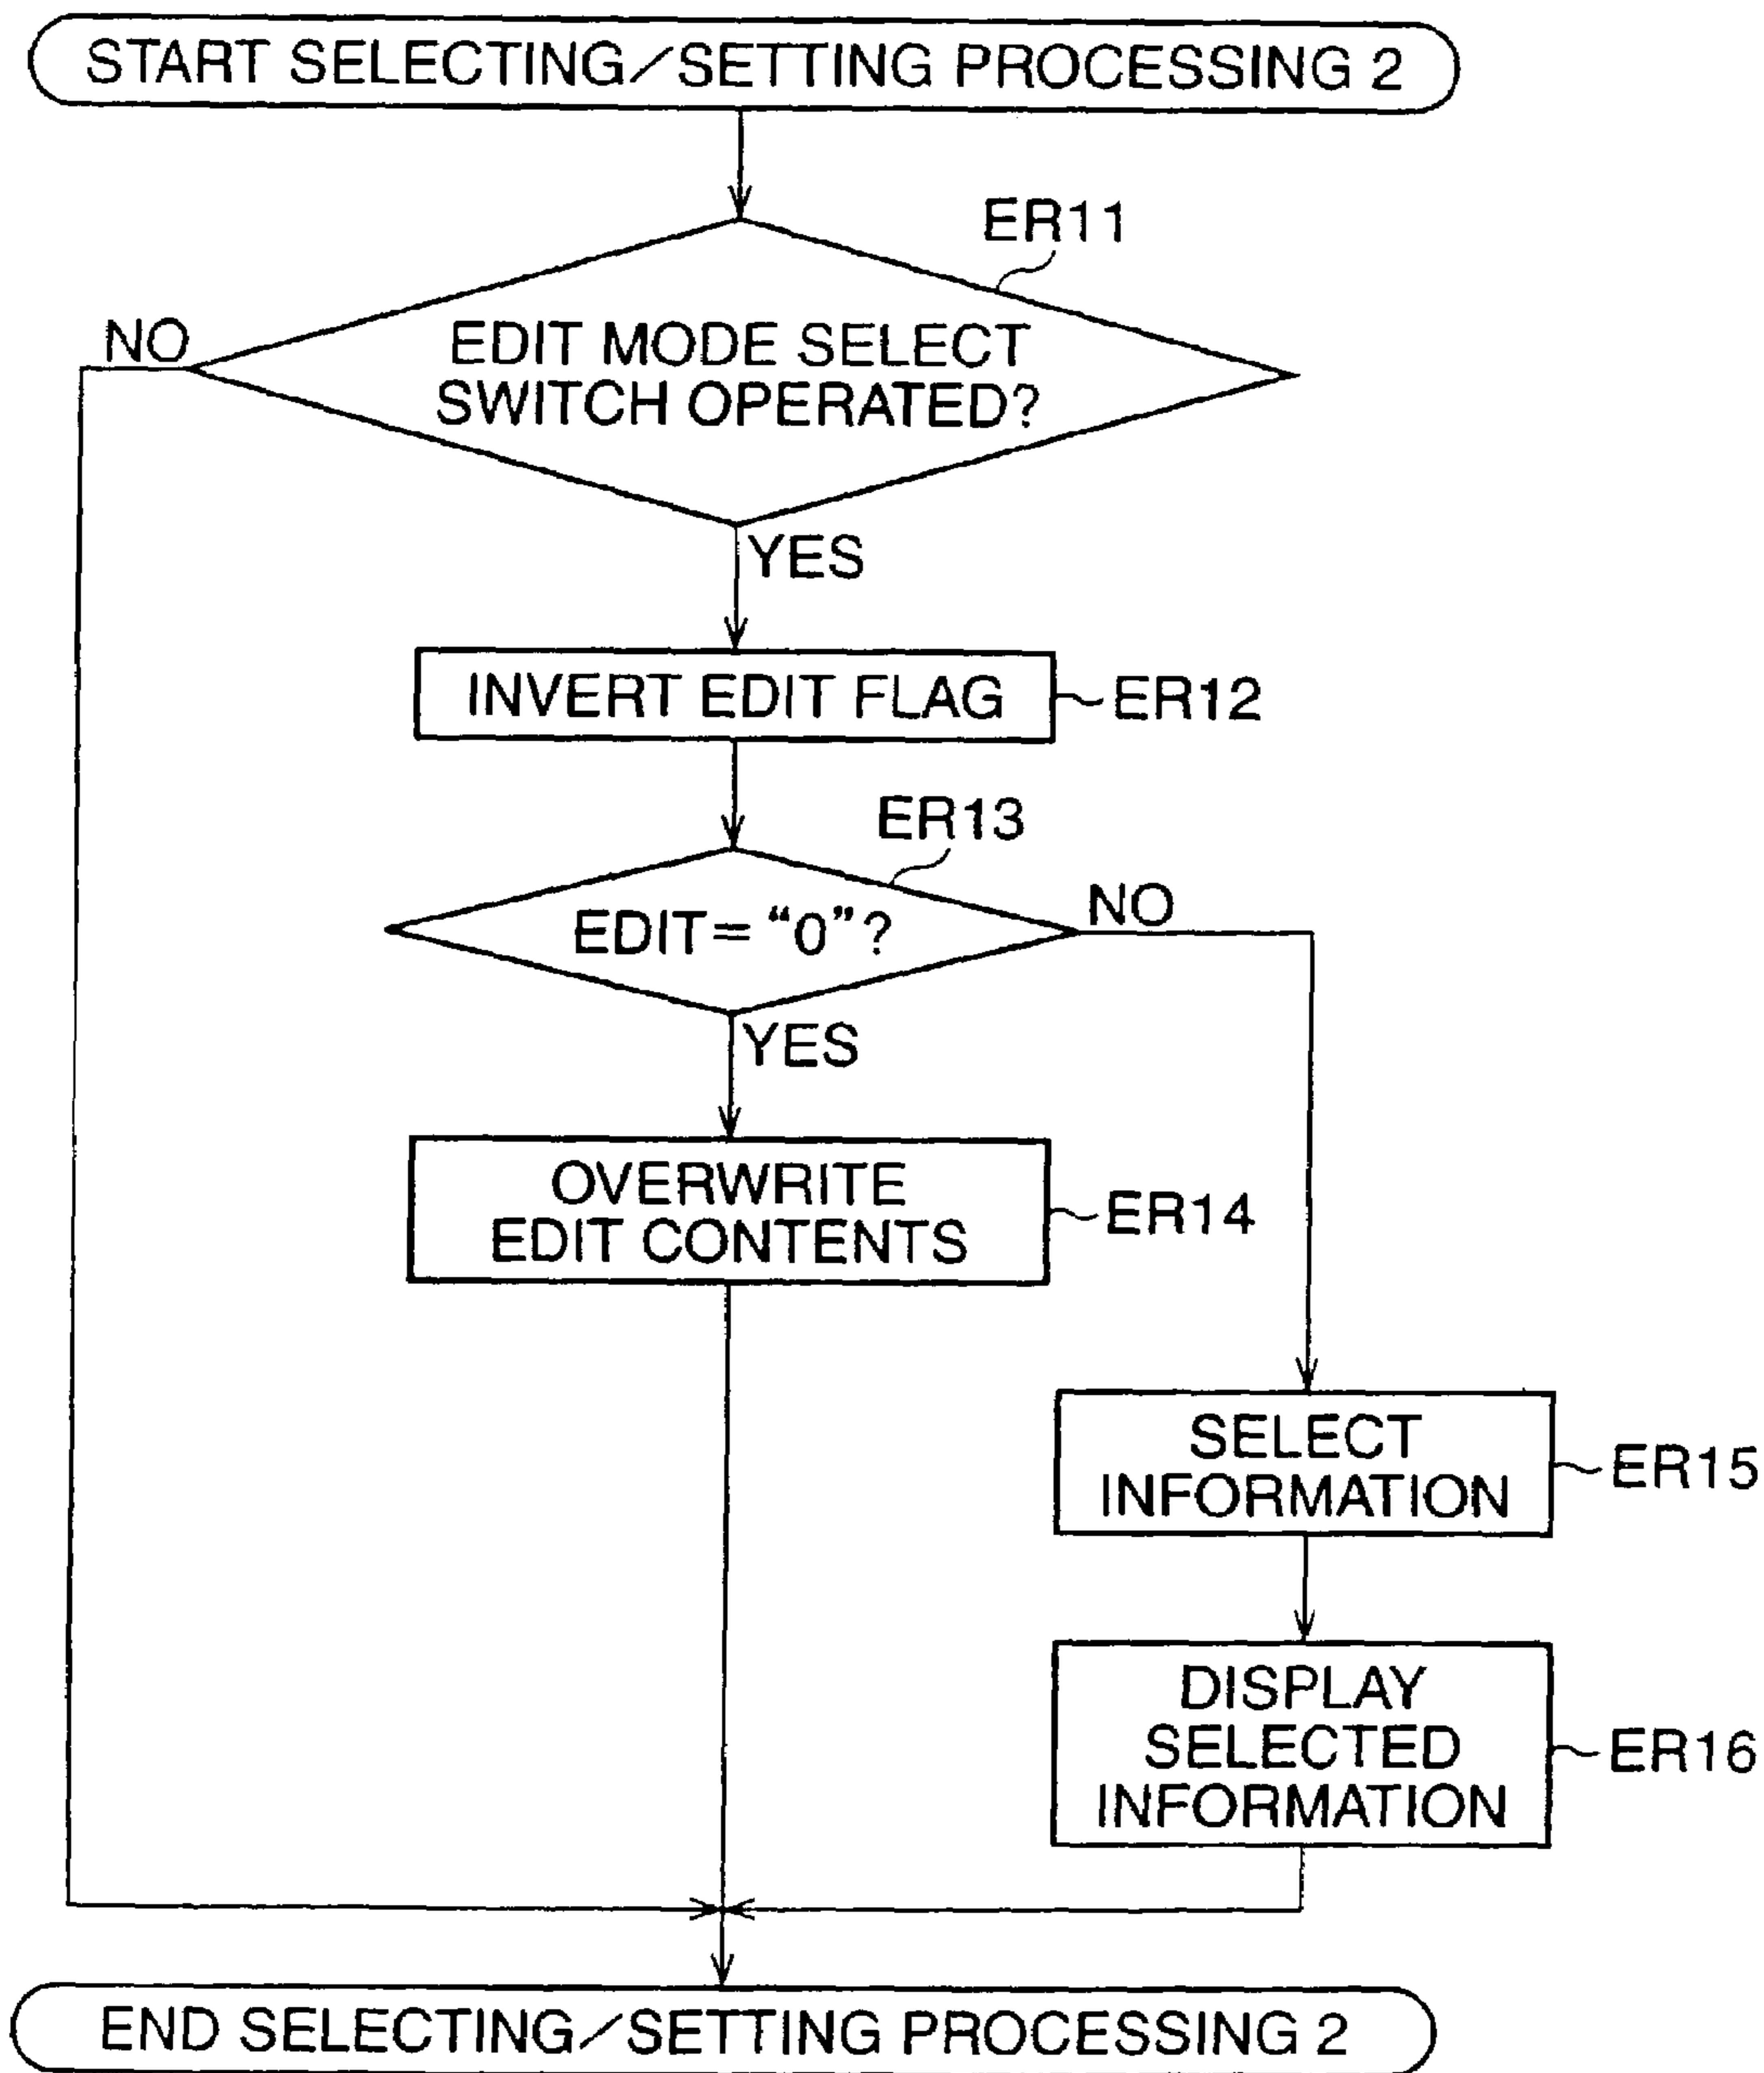 START SELECTING/SETTING PROCESSING 2
ER11
NO
EDIT MODE SELECT
SWITCH OPERATED?
YES
INVERT EDIT FLAG
ER12
ER13
NO
EDIT = “0”?
YES
OVERWRITE
EDIT CONTENTS
ER14
SELECT
INFORMATION
ER15
DISPLAY
SELECTED
INFORMATION
ER16
END SELECTING/SETTING PROCESSING 2